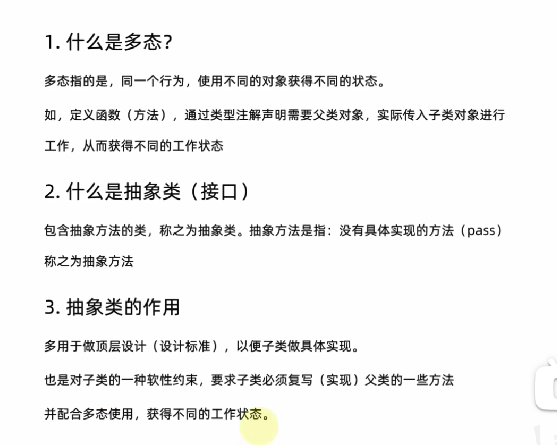 1. 什么是多态？
多态指的是，同一个行为，使用不同的对象获得不同的状态。
如，定义函数（方法），通过类型注解声明需要父类对象，实际传入子类对象进行
工作，从而获得不同的工作状态
2. 什么是抽象类（接口）
包含抽象方法的类，称之为抽象类。抽象方法是指：没有具体实现的方法（pass）
称之为抽象方法
3. 抽象类的作用
多用于做顶层设计（设计标准），以便子类做具体实现。
也是对子类的一种软性约束，要求子类必须复写（实现）父类的一些方法
并配合多态使用，获得不同的工作状态。